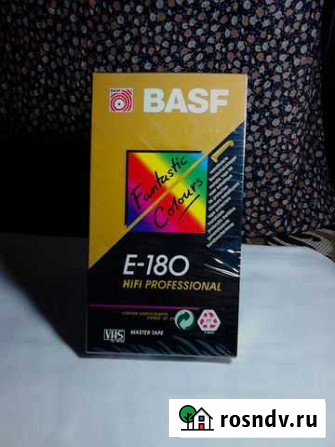 BASF
Fantastic
Colours
E-180
HiFi PROFESSIONAL
VHS
MASTER TAPE
rosndv.ru